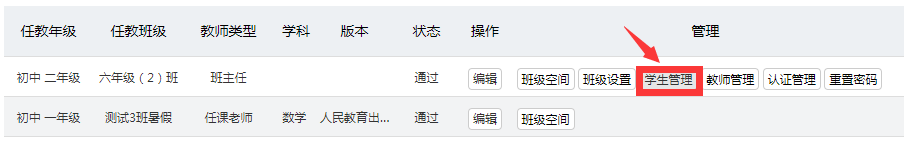 任教年级 任教班级 教师类型 学科 版本 状态 操作 管理
初中 二年级 六年级（2）班 班主任 通过 编辑 班级空间 班级设置 学生管理 教师管理 认证管理 重置密码
初中 一年级 测试3班暑假 任课老师 数学 人民教育出... 通过 编辑 班级空间